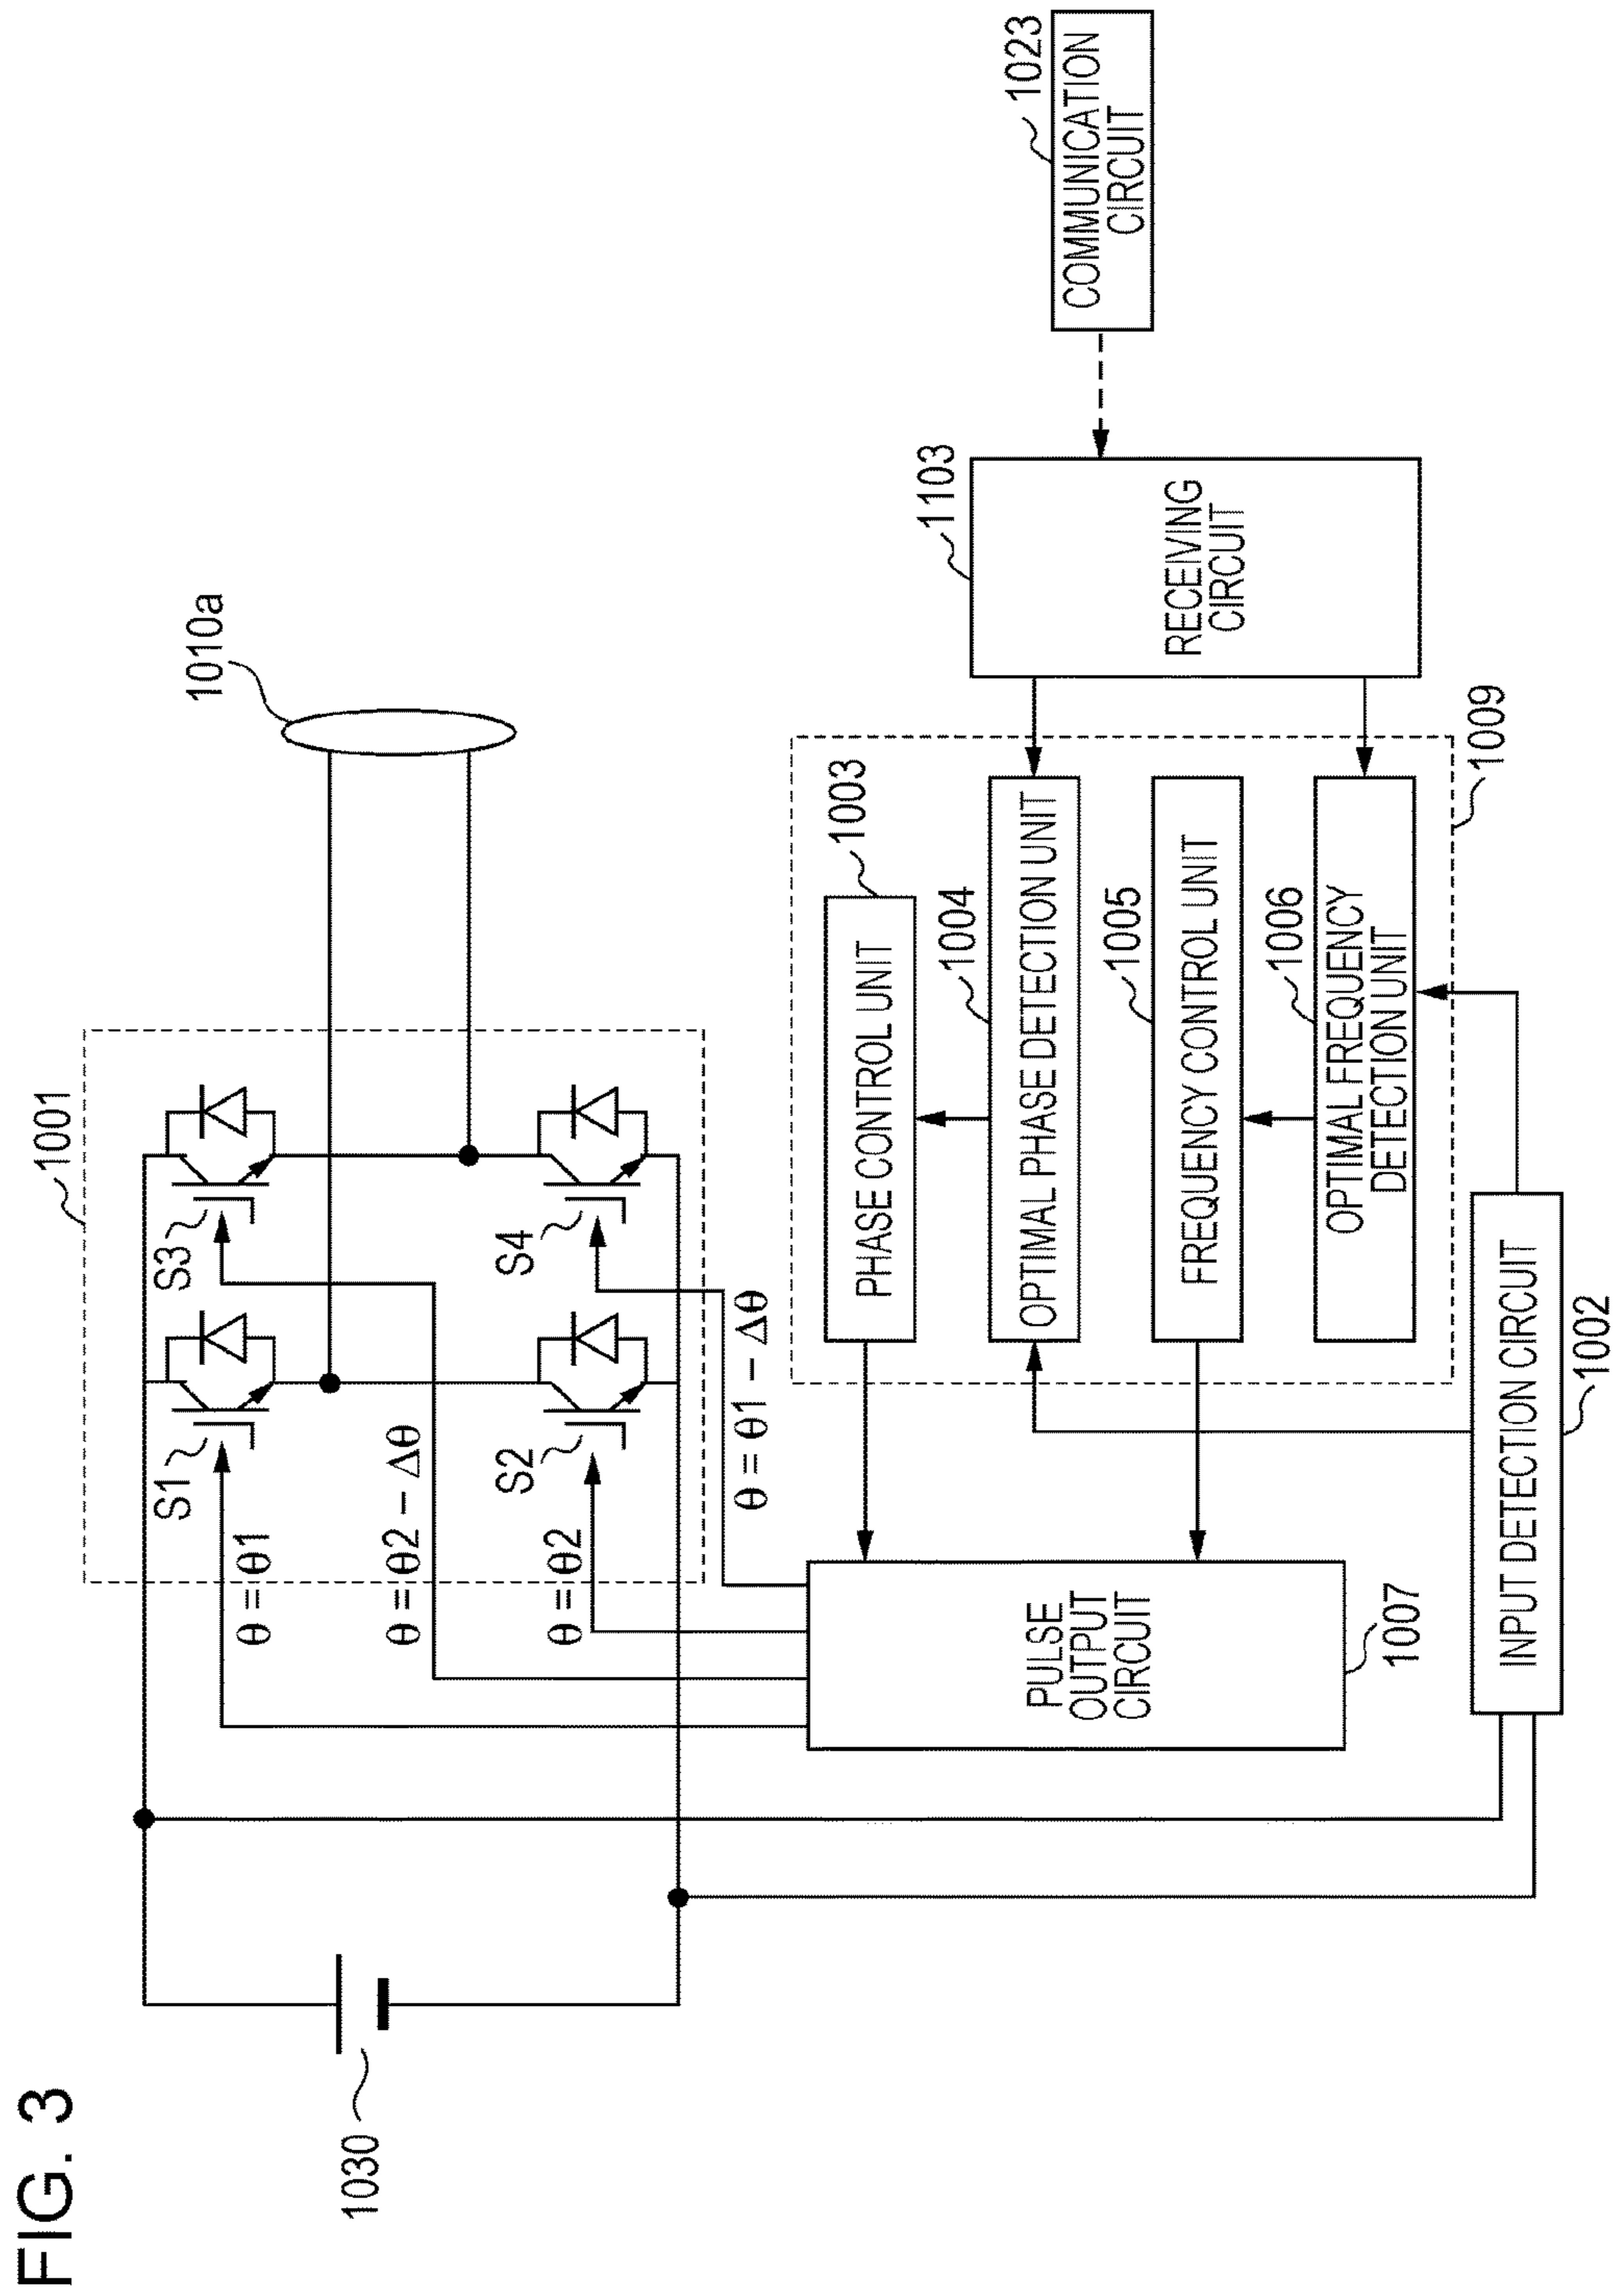 FIG. 3
1001
1010a
S1
S3
S2
S4
θ = θ1
θ = θ2 − Δθ
θ = θ2
θ = θ1 − Δθ
1030
PULSE
OUTPUT
CIRCUIT
1007
PHASE CONTROL UNIT
1003
1004
OPTIMAL PHASE DETECTION UNIT
1005
FREQUENCY CONTROL UNIT
1006
OPTIMAL FREQUENCY
DETECTION UNIT
1009
1103
RECEIVING
CIRCUIT
1023
COMMUNICATION
CIRCUIT
INPUT DETECTION CIRCUIT
1002